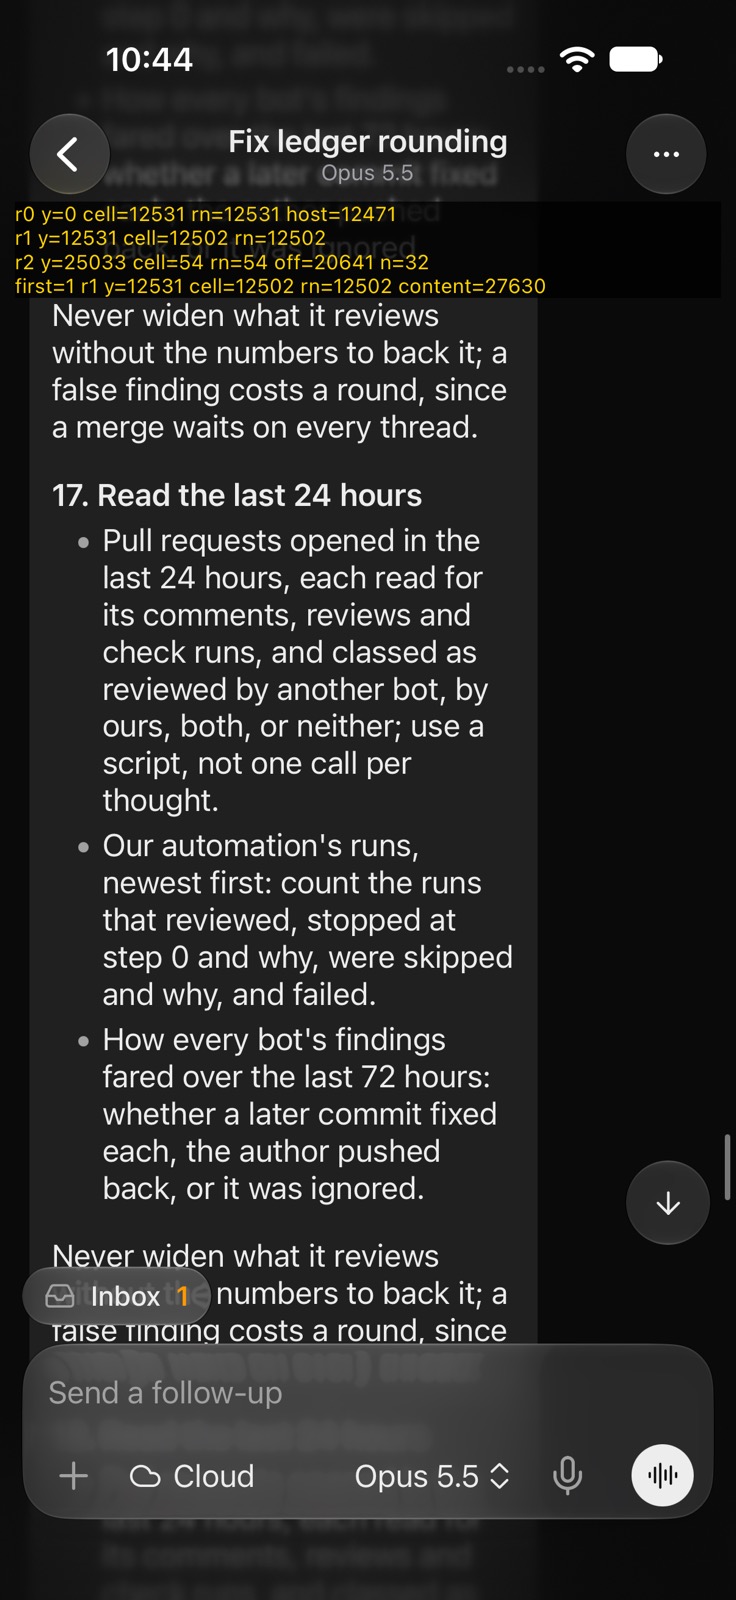 10:44
Fix ledger rounding
Opus 5.5
r0 y=0 cell=12531 rn=12531 host=12471
r1 y=12531 cell=12502 rn=12502
r2 y=25033 cell=54 rn=54 off=20641 n=32
first=1 r1 y=12531 cell=12502 rn=12502 content=27630
Never widen what it reviews
without the numbers to back it; a
false finding costs a round, since
a merge waits on every thread.
17. Read the last 24 hours
• Pull requests opened in the
last 24 hours, each read for
its comments, reviews and
check runs, and classed as
reviewed by another bot, by
ours, both, or neither; use a
script, not one call per
thought.
• Our automation's runs,
newest first: count the runs
that reviewed, stopped at
step 0 and why, were skipped
and why, and failed.
• How every bot's findings
fared over the last 72 hours:
whether a later commit fixed
each, the author pushed
back, or it was ignored.
Never widen what it reviews
numbers to back it; a
Inbox 1
false finding costs a round, since
Send a follow-up
Cloud
Opus 5.5